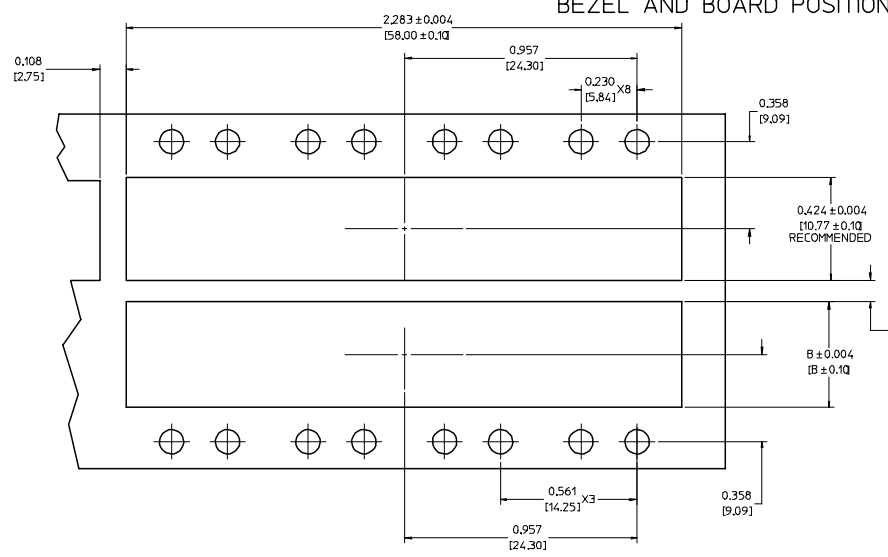 BEZEL AND BOARD POSITION
2.283 ±0.004
[58.00 ±0.10]
0.108
[2.75]
0.957
[24.30]
0.230
[5.84] X8
0.358
[9.09]
0.424 ±0.004
[10.77 ±0.10]
RECOMMENDED
B ±0.004
[B ±0.10]
0.561
[14.25] X3
0.358
[9.09]
0.957
[24.30]